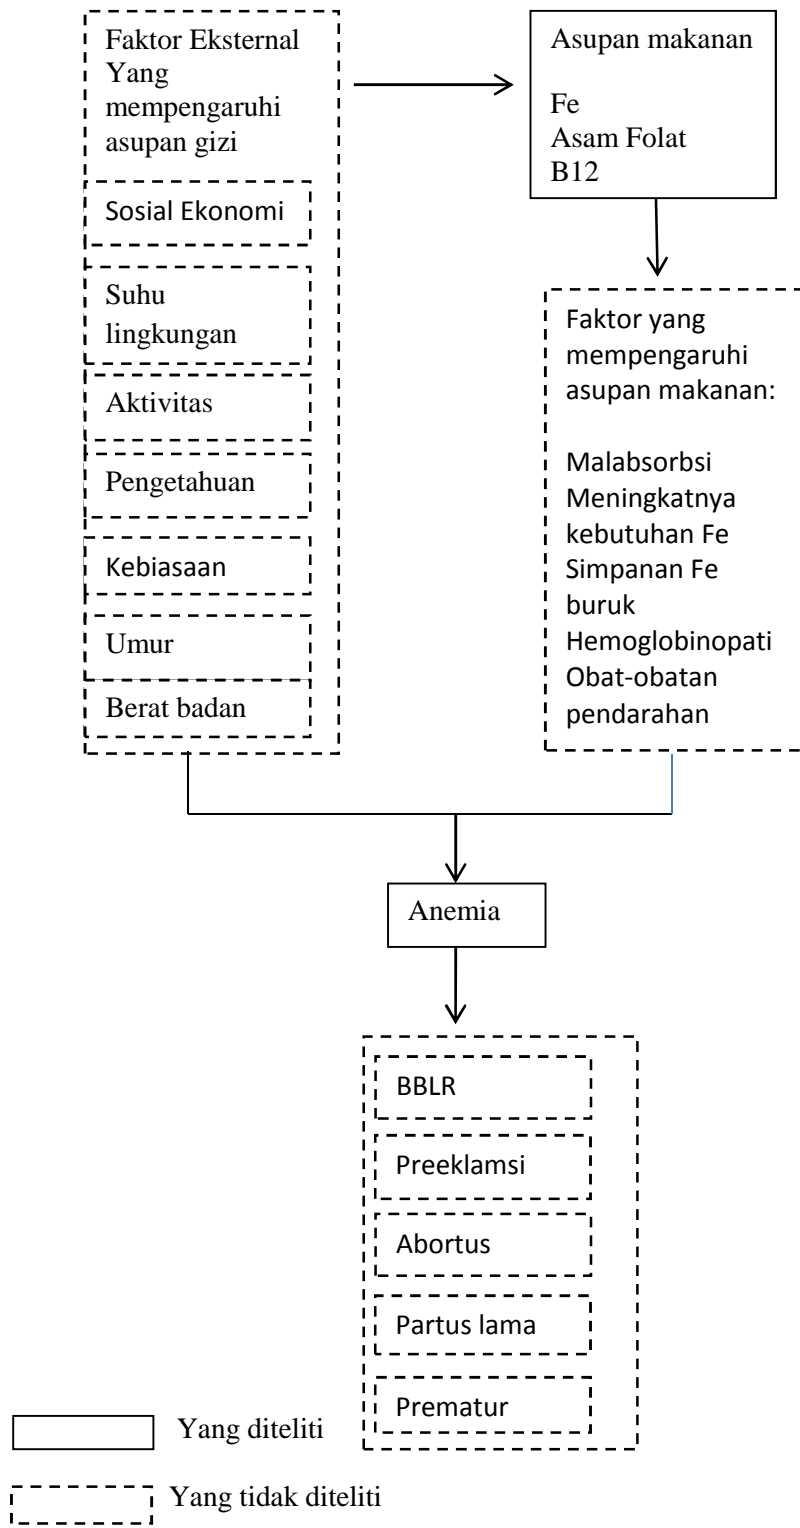 Faktor Eksternal
Yang
mempengaruhi
asupan gizi
Sosial Ekonomi
Suhu
lingkungan
Aktivitas
Pengetahuan
Kebiasaan
Umur
Berat badan
Asupan makanan
Fe
Asam Folat
B12
Faktor yang
mempengaruhi
asupan makanan:
Malabsorbsi
Meningkatnya
kebutuhan Fe
Simpanan Fe
buruk
Hemoglobinopati
Obat-obatan
pendarahan
Anemia
BBLR
Preeklamsi
Abortus
Partus lama
Prematur
Yang diteliti
Yang tidak diteliti